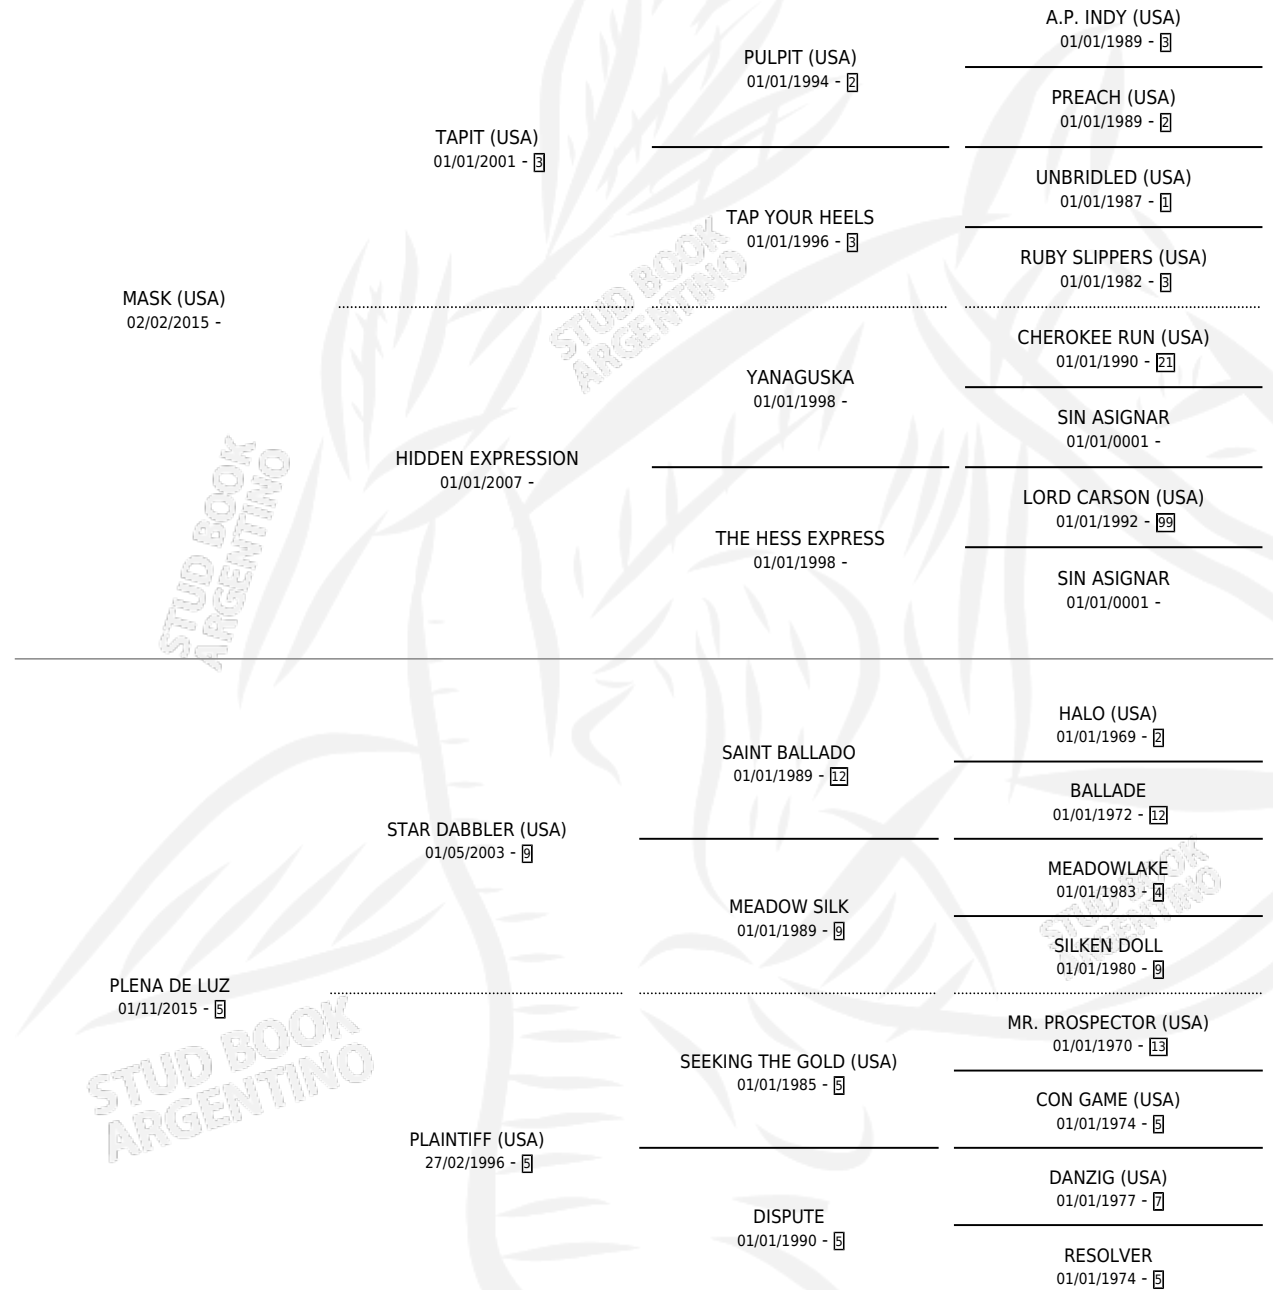 A.P. INDY (USA)
01/01/1989 - 3
PULPIT (USA)
01/01/1994 - 2
PREACH (USA)
01/01/1989 - 2
TAPIT (USA)
01/01/2001 - 3
UNBRIDLED (USA)
01/01/1987 - 1
TAP YOUR HEELS
01/01/1996 - 3
RUBY SLIPPERS (USA)
01/01/1982 - 3
MASK (USA)
02/02/2015 -
CHEROKEE RUN (USA)
01/01/1990 - 21
YANAGUSKA
01/01/1998 -
SIN ASIGNAR
01/01/0001 -
HIDDEN EXPRESSION
01/01/2007 -
LORD CARSON (USA)
01/01/1992 - 99
THE HESS EXPRESS
01/01/1998 -
SIN ASIGNAR
01/01/0001 -
HALO (USA)
01/01/1969 - 2
SAINT BALLADO
01/01/1989 - 12
BALLADE
01/01/1972 - 12
STAR DABBLER (USA)
01/05/2003 - 9
MEADOWLAKE
01/01/1983 - 4
MEADOW SILK
01/01/1989 - 9
SILKEN DOLL
01/01/1980 - 9
PLENA DE LUZ
01/11/2015 - 5
MR. PROSPECTOR (USA)
01/01/1970 - 13
SEEKING THE GOLD (USA)
01/01/1985 - 5
CON GAME (USA)
01/01/1974 - 5
PLAINTIFF (USA)
27/02/1996 - 5
DANZIG (USA)
01/01/1977 - 7
DISPUTE
01/01/1990 - 5
RESOLVER
01/01/1974 - 5
STUD BOOK
ARGENTINO
STUD BOOK
ARGENTINO
STUD BOOK
ARGENTINO
STUD BOOK
ARGENTINO